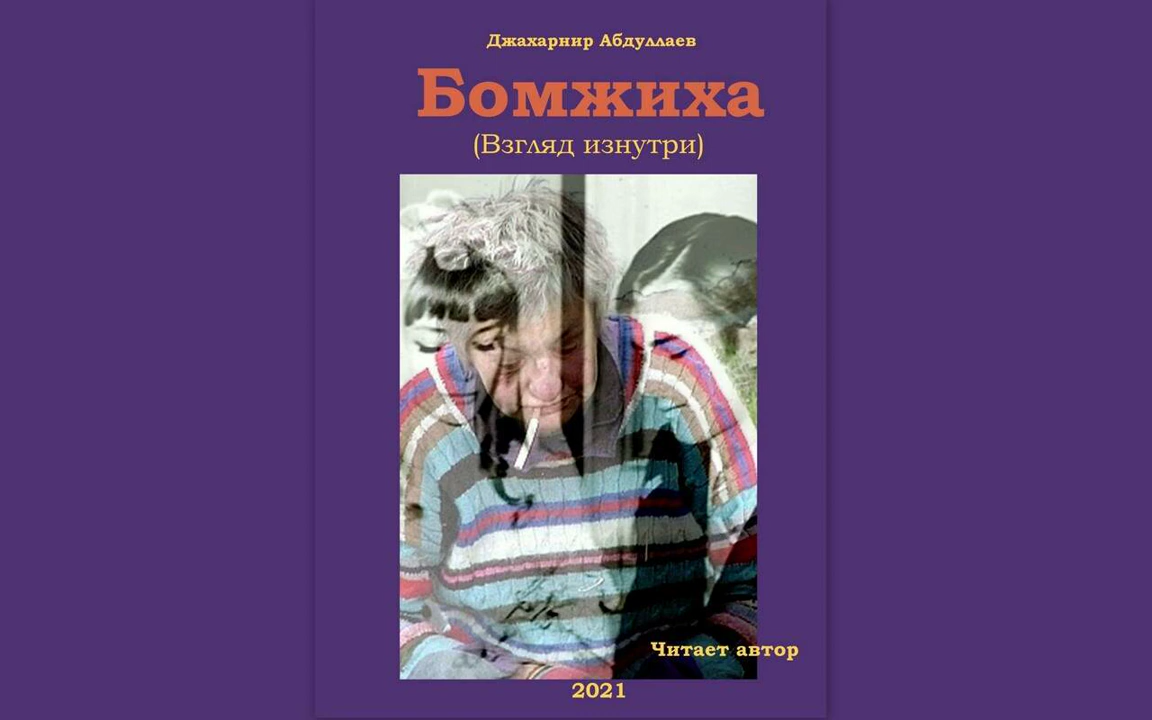 Джахарнир Абдуллаев
Бомжиха
(Взгляд изнутри)
Читает автор
2021